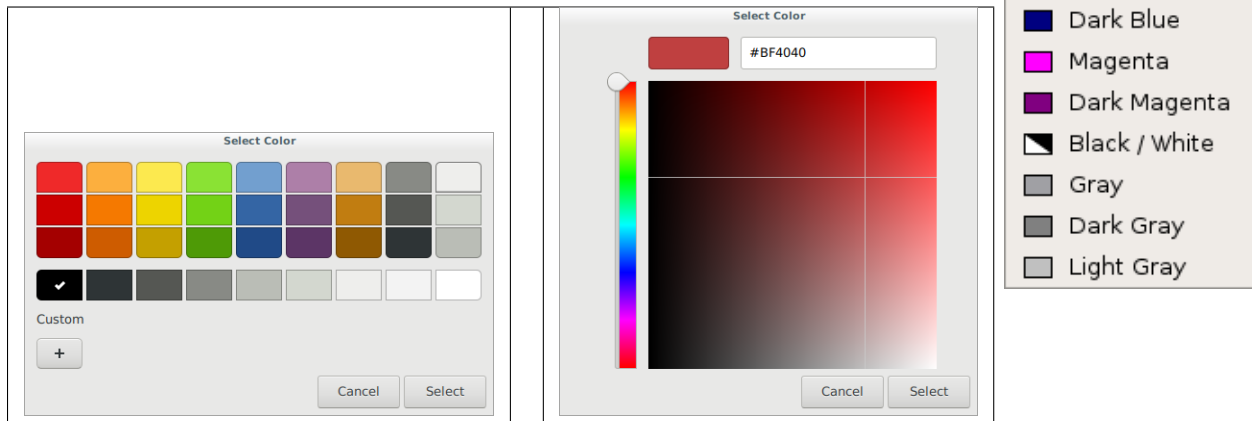 Select Color
+
Custom
Cancel
Select
Select Color
#BF4040
Cancel
Select
Dark Blue
Magenta
Dark Magenta
Black / White
Gray
Dark Gray
Light Gray